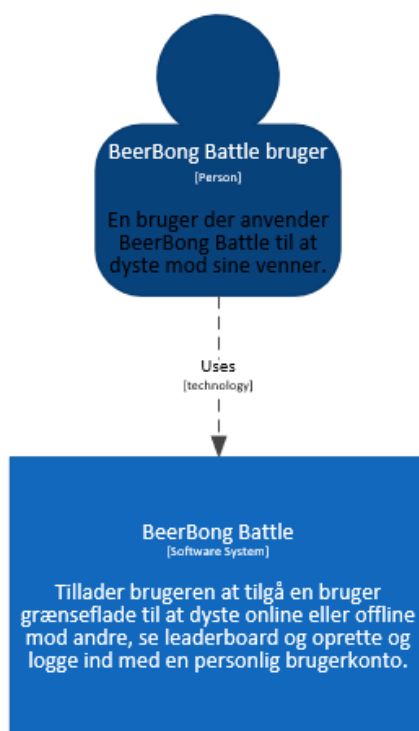 BeerBong Battle bruger
[Person]
En bruger der anvender
BeerBong Battle til at
dyste mod sine venner.
Uses
[technology]
BeerBong Battle
[Software System]
Tillader brugeren at tilgå en bruger
grænseflade til at dyste online eller offline
mod andre, se leaderboard og oprette og
logge ind med en personlig brugerkonto.